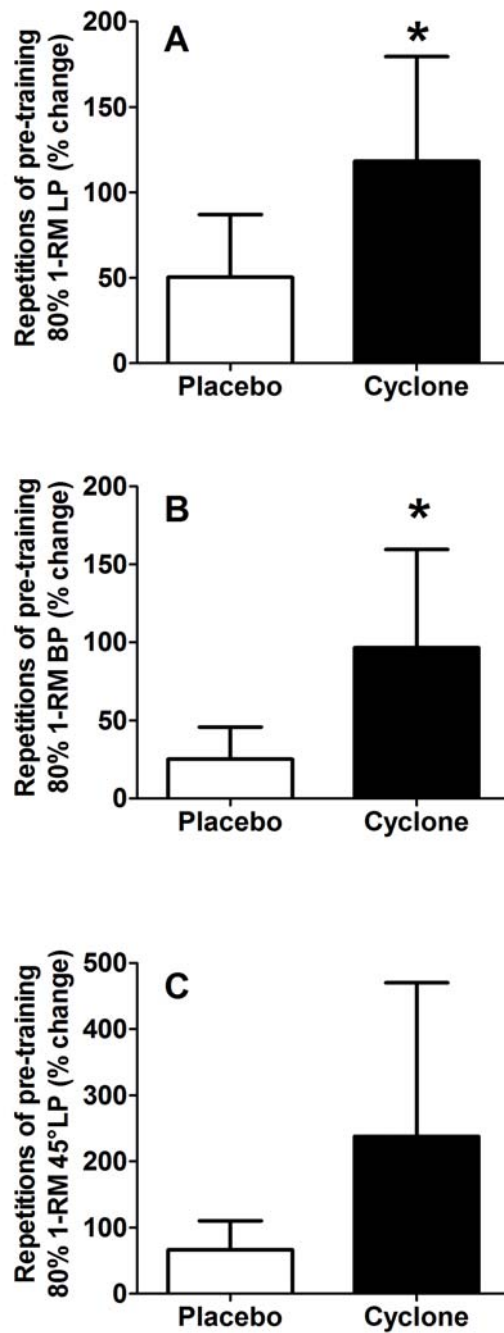 A
*
Repetitions of pre-training
80% 1-RM LP (% change)
200
150
100
50
0
Placebo Cyclone
B
*
Repetitions of pre-training
80% 1-RM BP (% change)
200
150
100
50
0
Placebo Cyclone
C
Repetitions of pre-training
80% 1-RM 45°LP (% change)
500
400
300
200
100
0
Placebo Cyclone